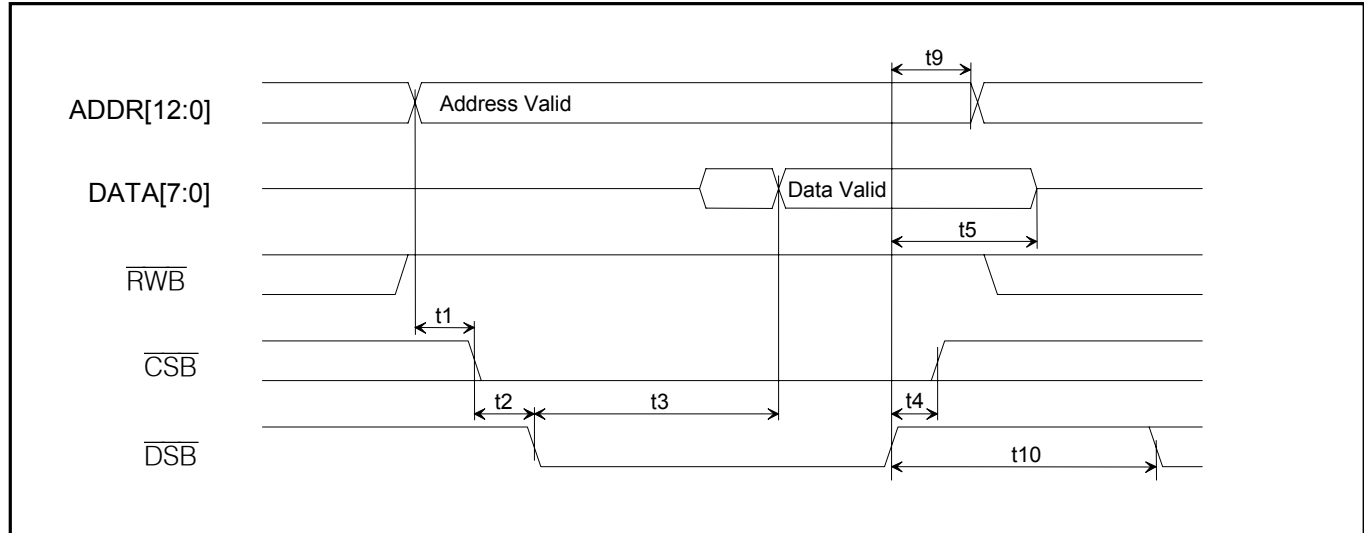 t9
ADDR[12:0]
Address Valid
DATA[7:0]
Data Valid
t5
RWB
t1
CSB
t2
t3
t4
DSB
t10